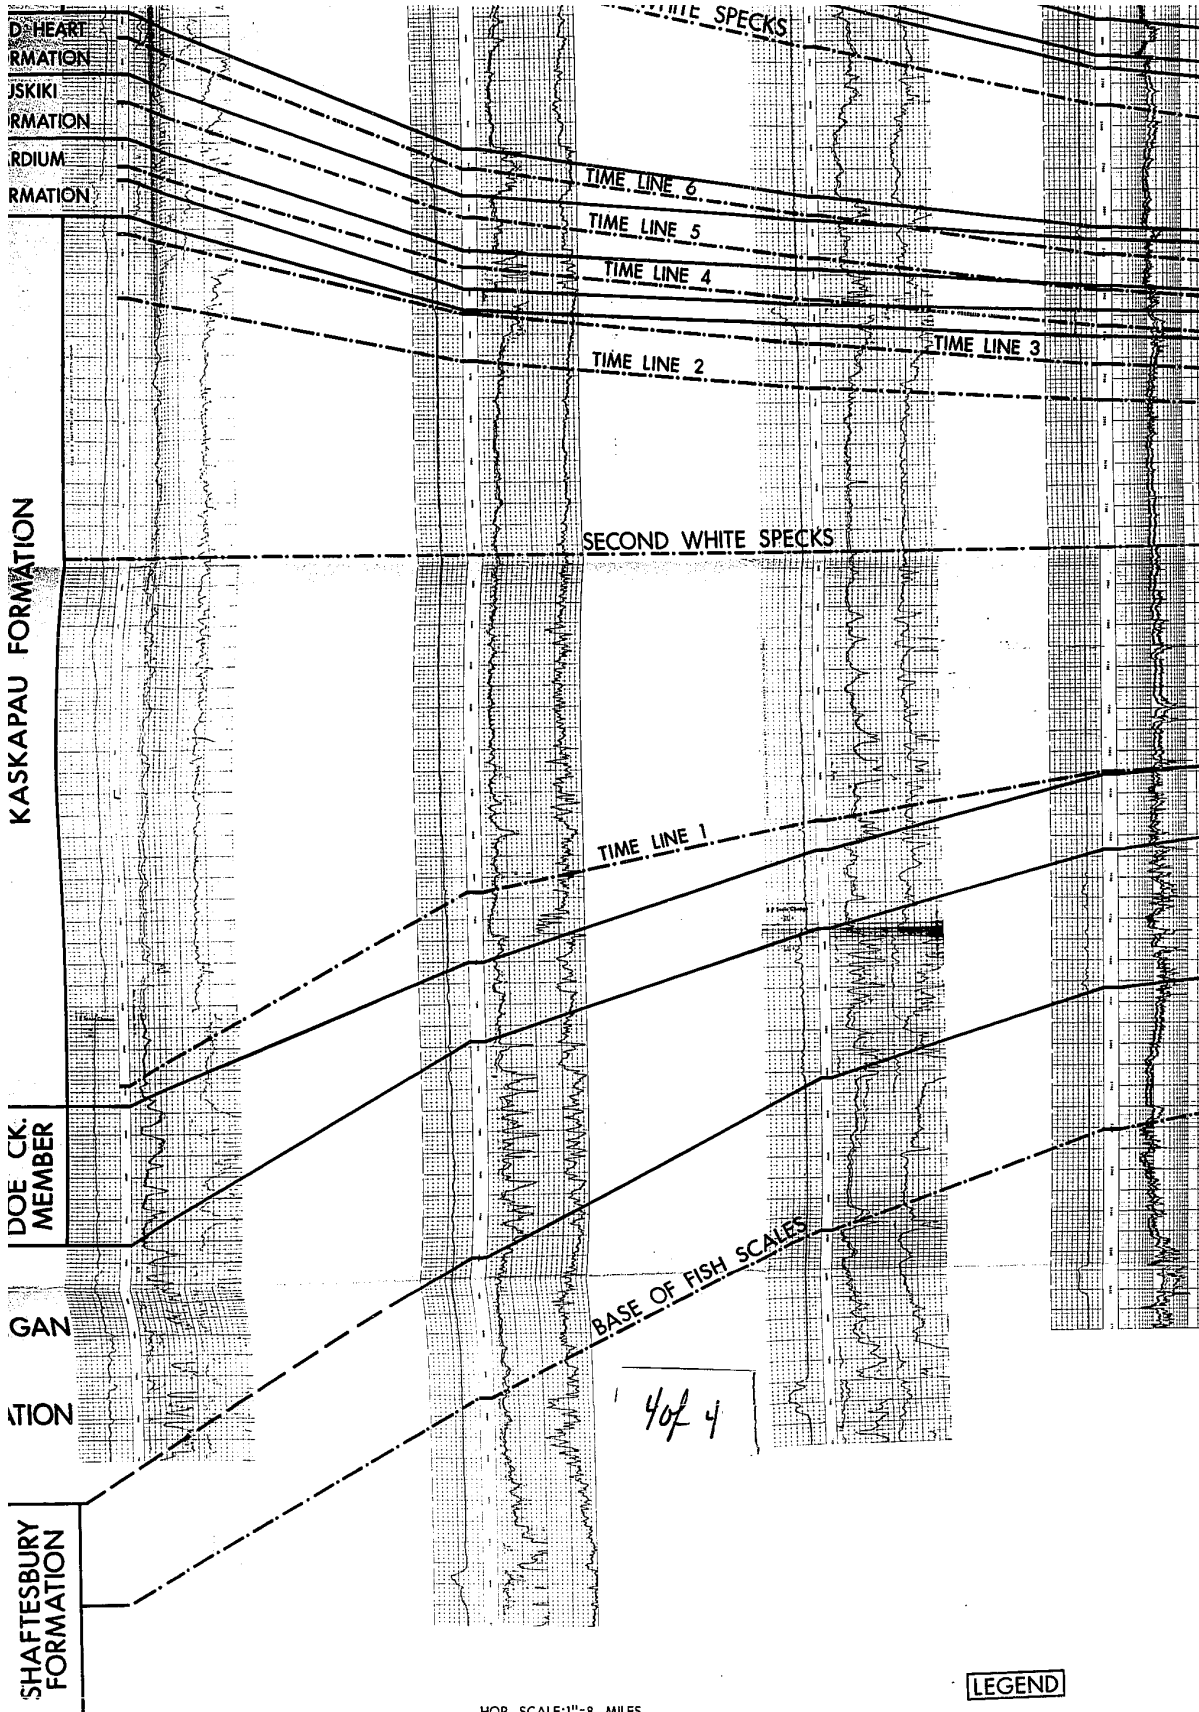 WHITE SPECKS
D HEART
RMATION
USKIKI
RMATION
RDIUM
RMATION
TIME LINE 6
TIME LINE 5
TIME LINE 4
TIME LINE 3
TIME LINE 2
KASKAPAU FORMATION
SECOND WHITE SPECKS
TIME LINE 1
DOE CK.
MEMBER
BASE OF FISH SCALES
GAN
ATION
4 of 4
SHAFTESBURY
FORMATION
LEGEND
HOR. SCALE: 1"=8 MILES